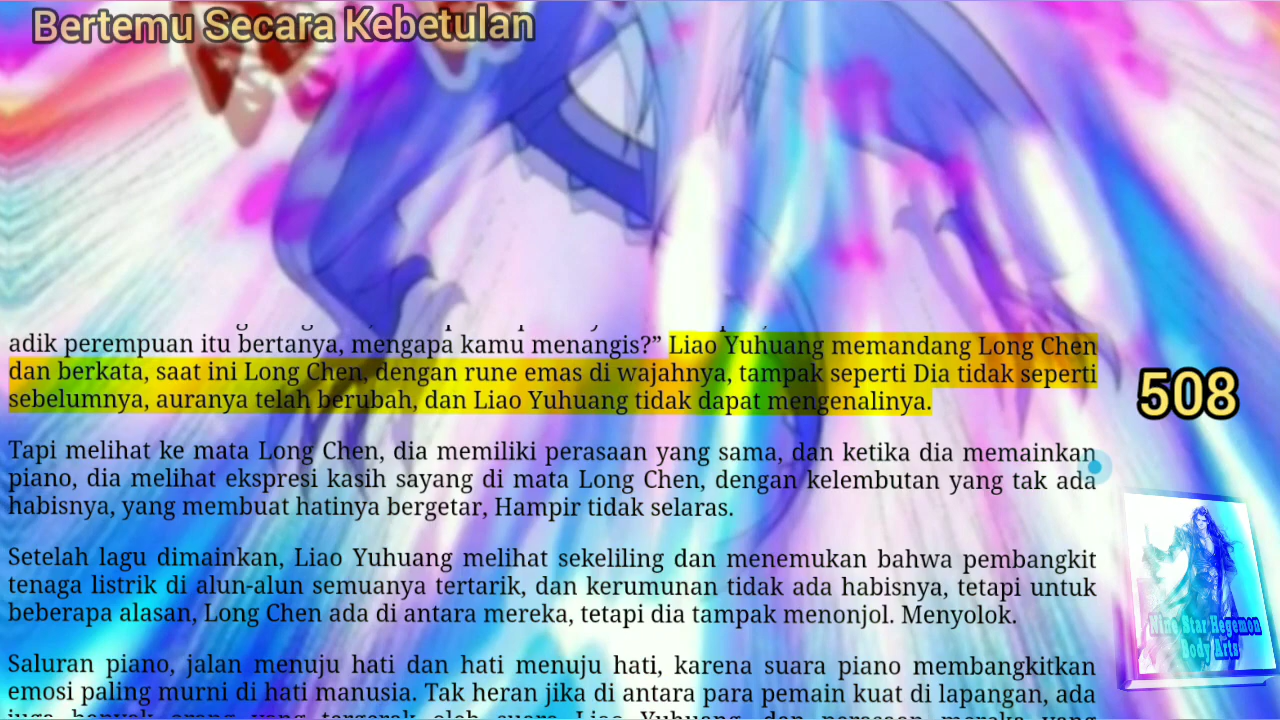 Bertemu Secara Kebetulan
adik perempuan itu bertanya, mengapa kamu menangis?” Liao Yuhuang memandang Long Chen
dan berkata, saat ini Long Chen, dengan rune emas di wajahnya, tampak seperti Dia tidak seperti
sebelumnya, auranya telah berubah, dan Liao Yuhuang tidak dapat mengenalinya.
508
Tapi melihat ke mata Long Chen, dia memiliki perasaan yang sama, dan ketika dia memainkan
piano, dia melihat ekspresi kasih sayang di mata Long Chen, dengan kelembutan yang tak ada
habisnya, yang membuat hatinya bergetar, Hampir tidak selaras.
Setelah lagu dimainkan, Liao Yuhuang melihat sekeliling dan menemukan bahwa pembangkit
tenaga listrik di alun-alun semuanya tertarik, dan kerumunan tidak ada habisnya, tetapi untuk
beberapa alasan, Long Chen ada di antara mereka, tetapi dia tampak menonjol. Menyolok.
Nine Star Hegemon
Body Arts
Saluran piano, jalan menuju hati dan hati menuju hati, karena suara piano membangkitkan
emosi paling murni di hati manusia. Tak heran jika di antara para pemain kuat di lapangan, ada